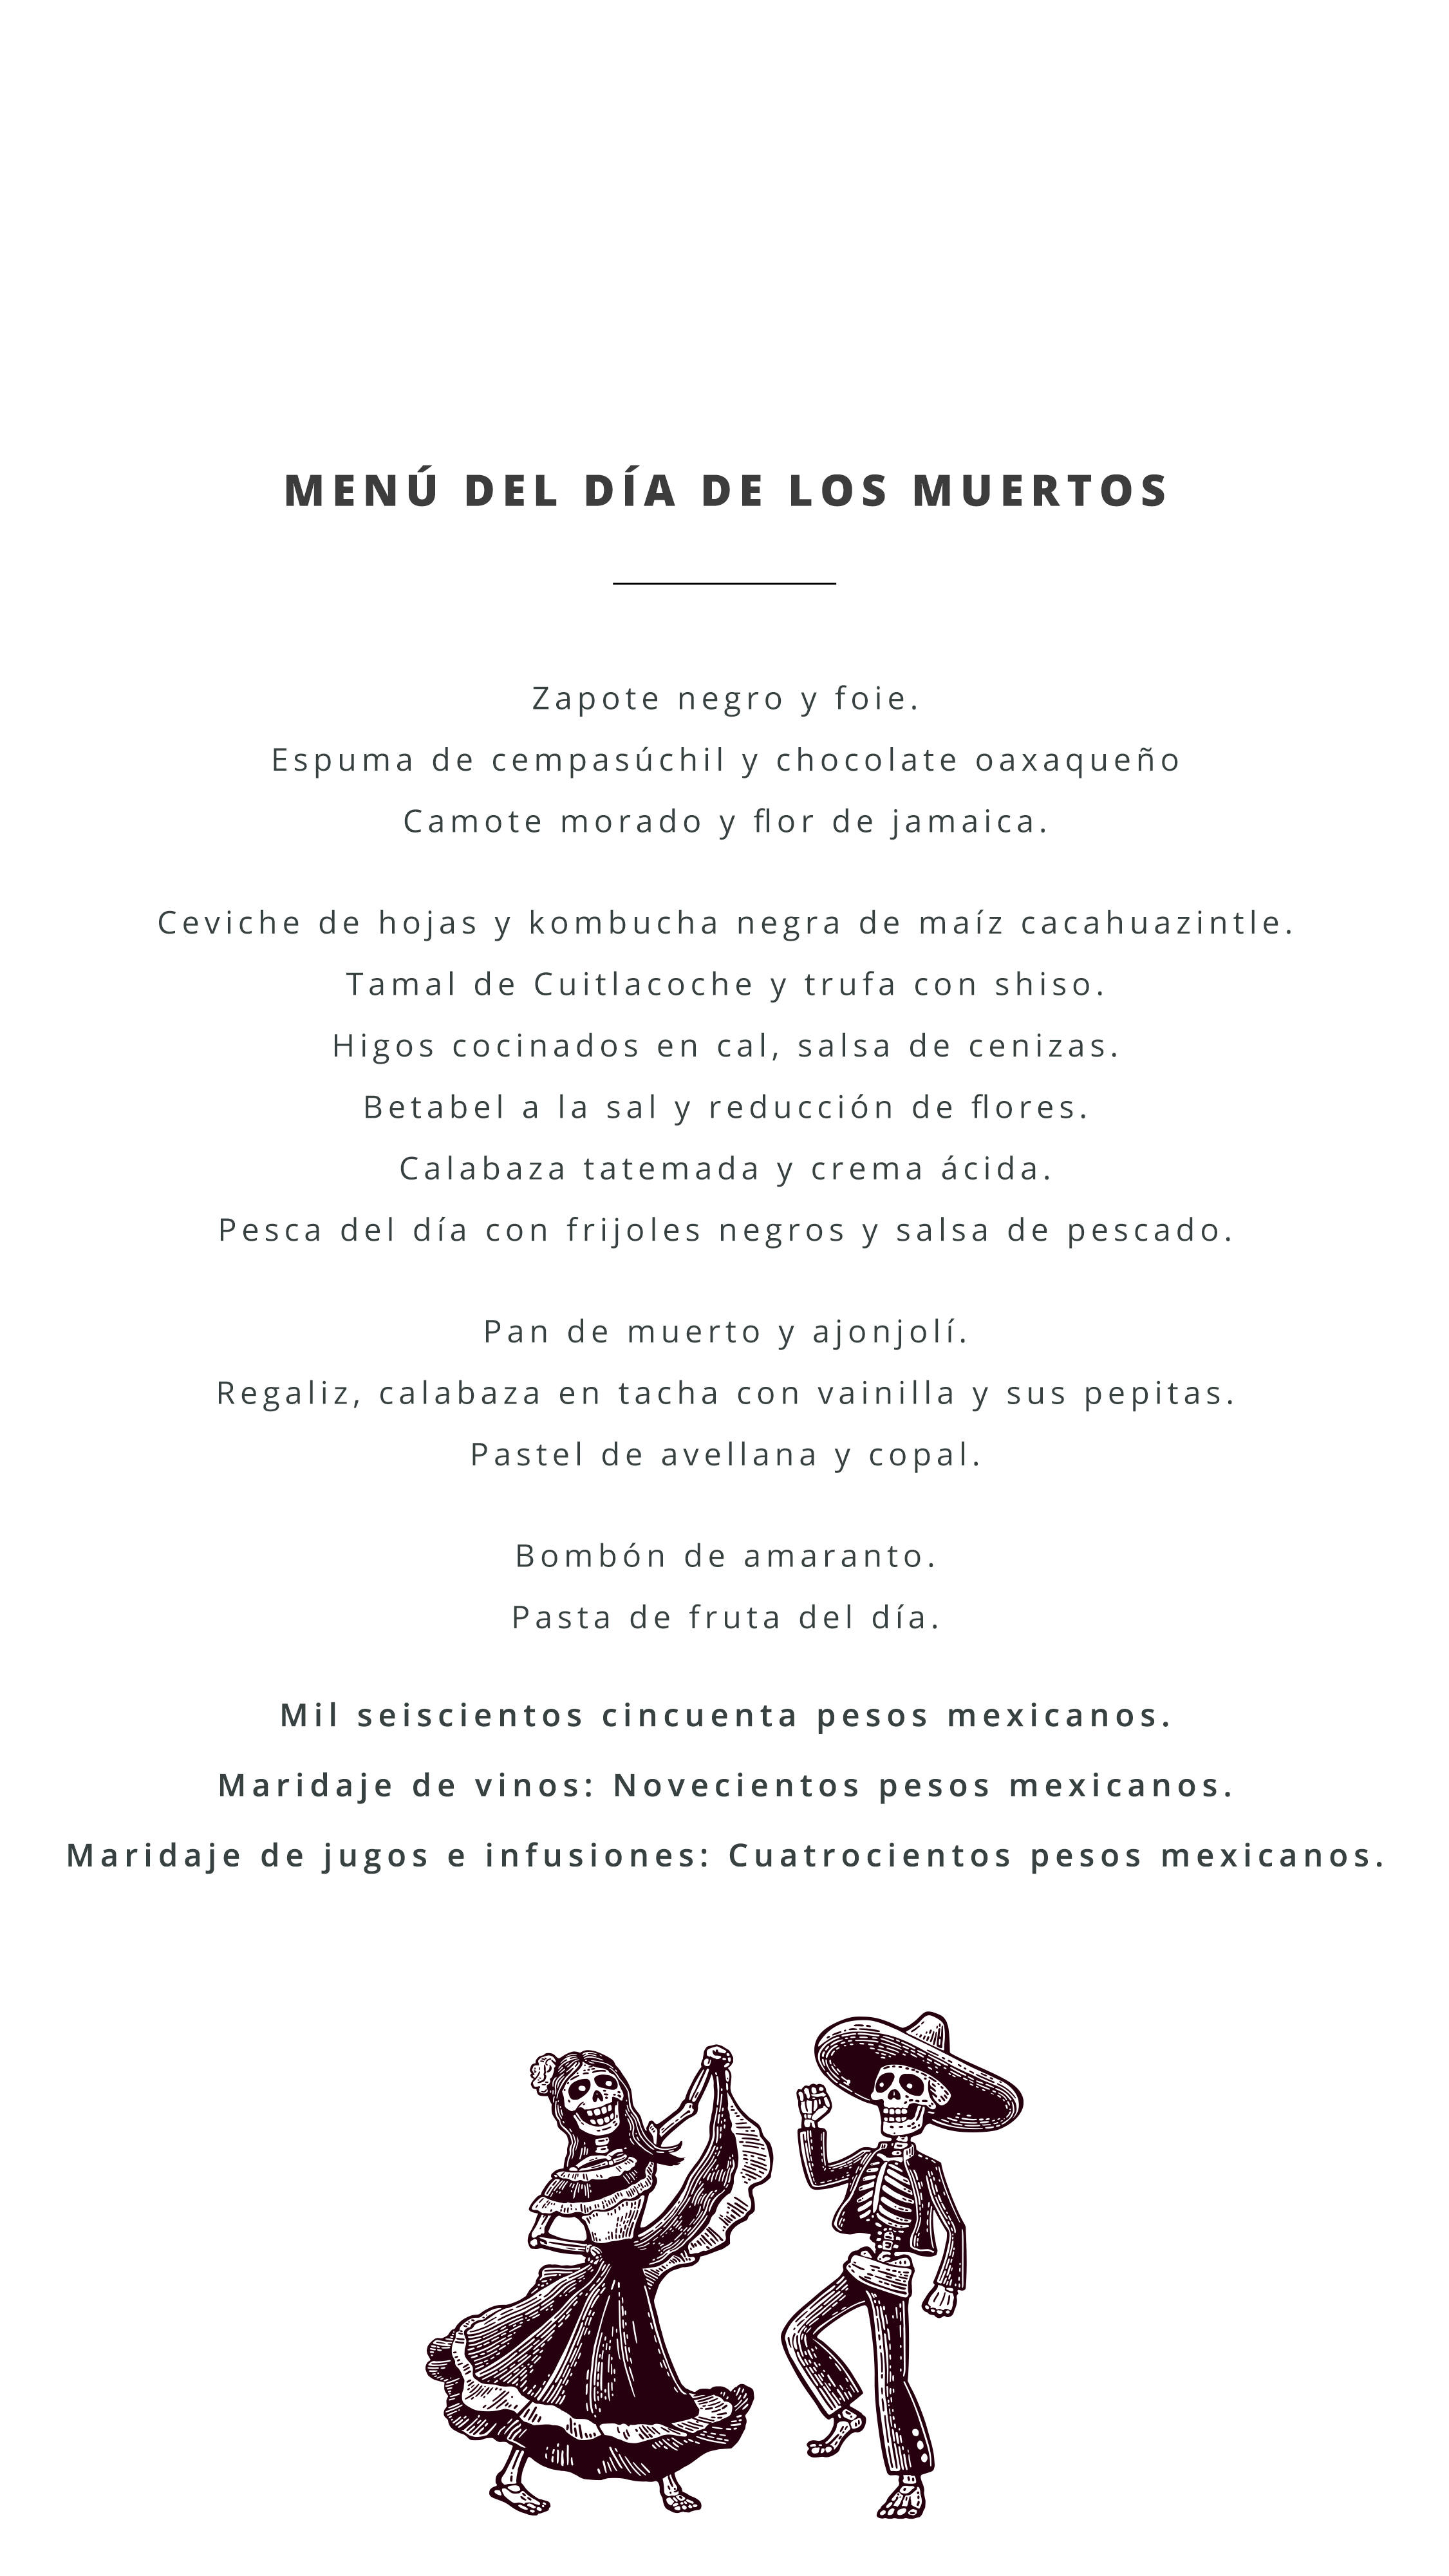 MENÚ DEL DÍA DE LOS MUERTOS
Zapote negro y foie.
Espuma de cempasúchil y chocolate oaxaqueño
Camote morado y flor de jamaica.
Ceviche de hojas y kombucha negra de maíz cacahuazintle.
Tamal de Cuitlacoche y trufa con shiso.
Higos cocinados en cal, salsa de cenizas.
Betabel a la sal y reducción de flores.
Calabaza tatemada y crema ácida.
Pesca del día con frijoles negros y salsa de pescado.
Pan de muerto y ajonjolí.
Regaliz, calabaza en tacha con vainilla y sus pepitas.
Pastel de avellana y copal.
Bombón de amaranto.
Pasta de fruta del día.
Mil seiscientos cincuenta pesos mexicanos.
Maridaje de vinos: Novecientos pesos mexicanos.
Maridaje de jugos e infusiones: Cuatrocientos pesos mexicanos.